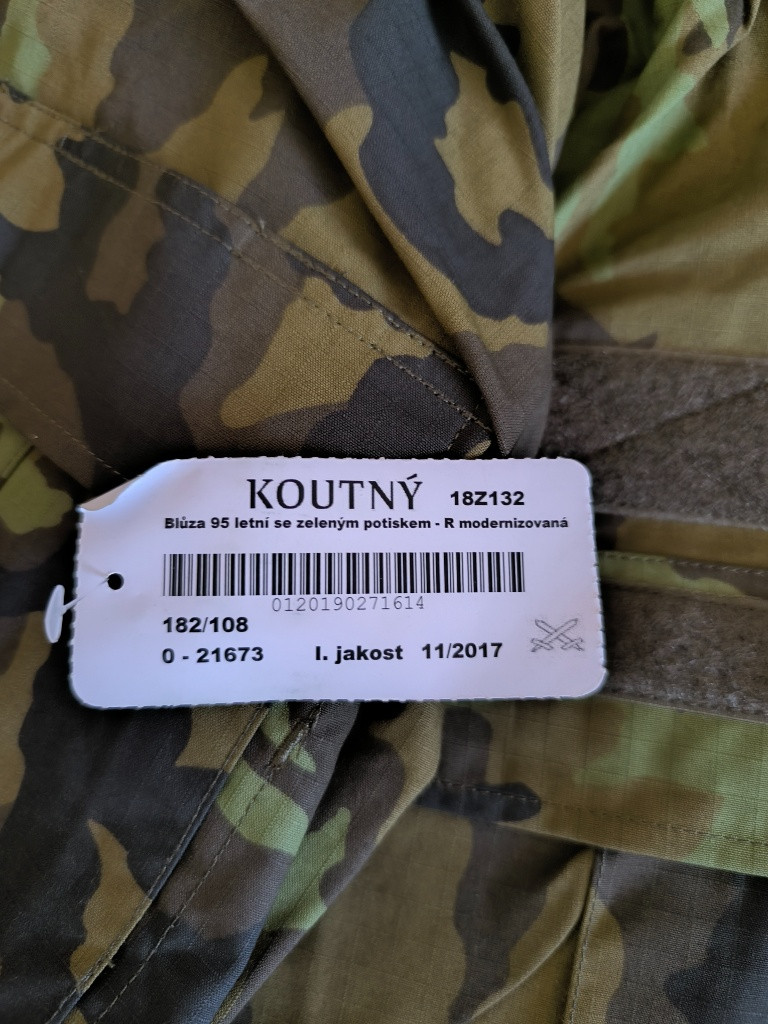 KOUTNÝ 18Z132
Blůza 95 letní se zeleným potiskem - R modernizovaná
0120190271614
182/108
0 - 21673 I. jakost 11/2017